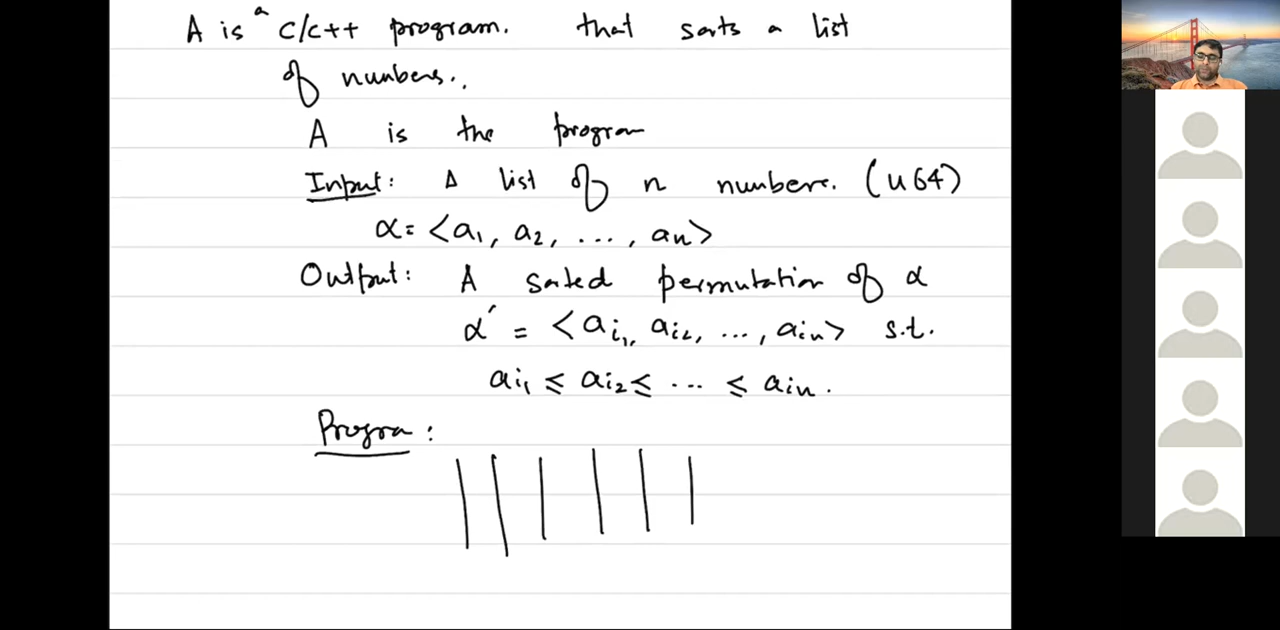 A is a C/C++ program. that sorts a list
of numbers.
A is the program
Input: A list of n numbers. (u64)
α = <a₁, a₂, ..., aₙ>
Output: A sorted permutation of α
α′ = <aᵢ₁, aᵢ₂, ..., aᵢₙ> s.t.
aᵢ₁ ≤ aᵢ₂ ≤ ... ≤ aᵢₙ.
Progra: